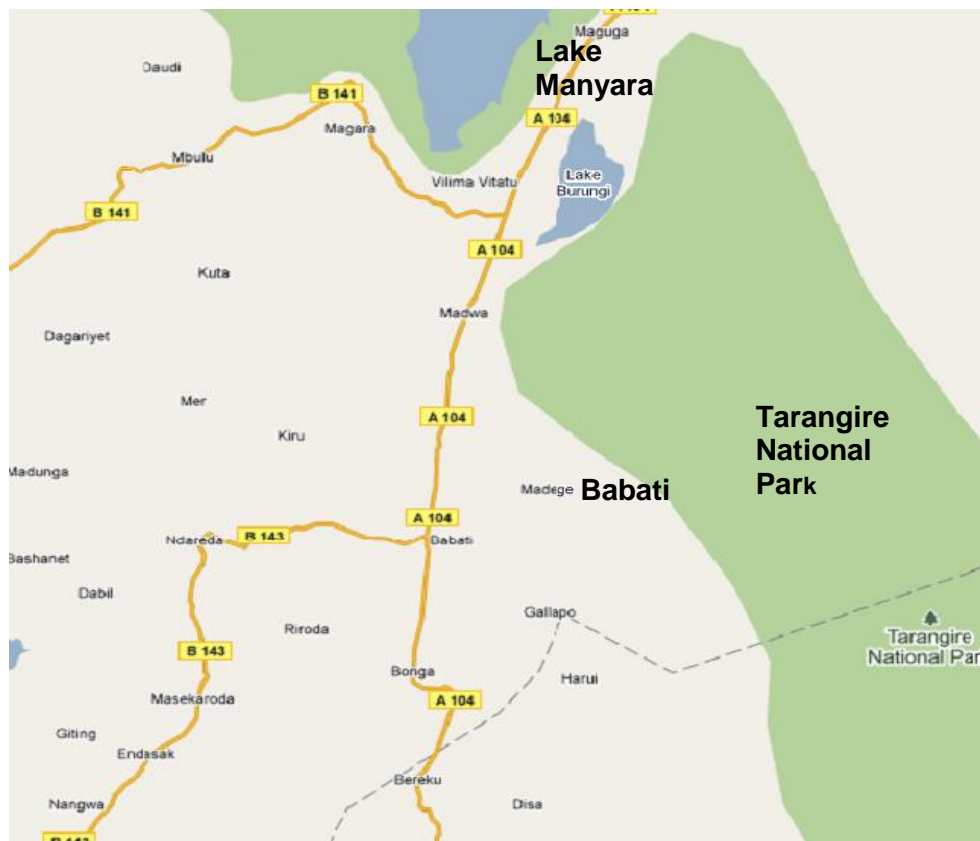 A 104
Maguga
Lake
Manyara
Daudi
B 141
A 104
Magara
Mbulu
Vilima Vitatu
Lake
Burungi
B 141
A 104
Kuta
Madwa
Dagariyet
Mer
A 104
Tarangire
National
Park
Kiru
Madunga
Madege
Babati
A 104
B 143
Ndareda
Babati
Bashanet
Dabil
Gallapo
Riroda
Tarangire
National Par
B 143
Bonga
Harui
Masekaroda
A 104
Giting
Endasak
Bereku
Nangwa
Disa
B 143